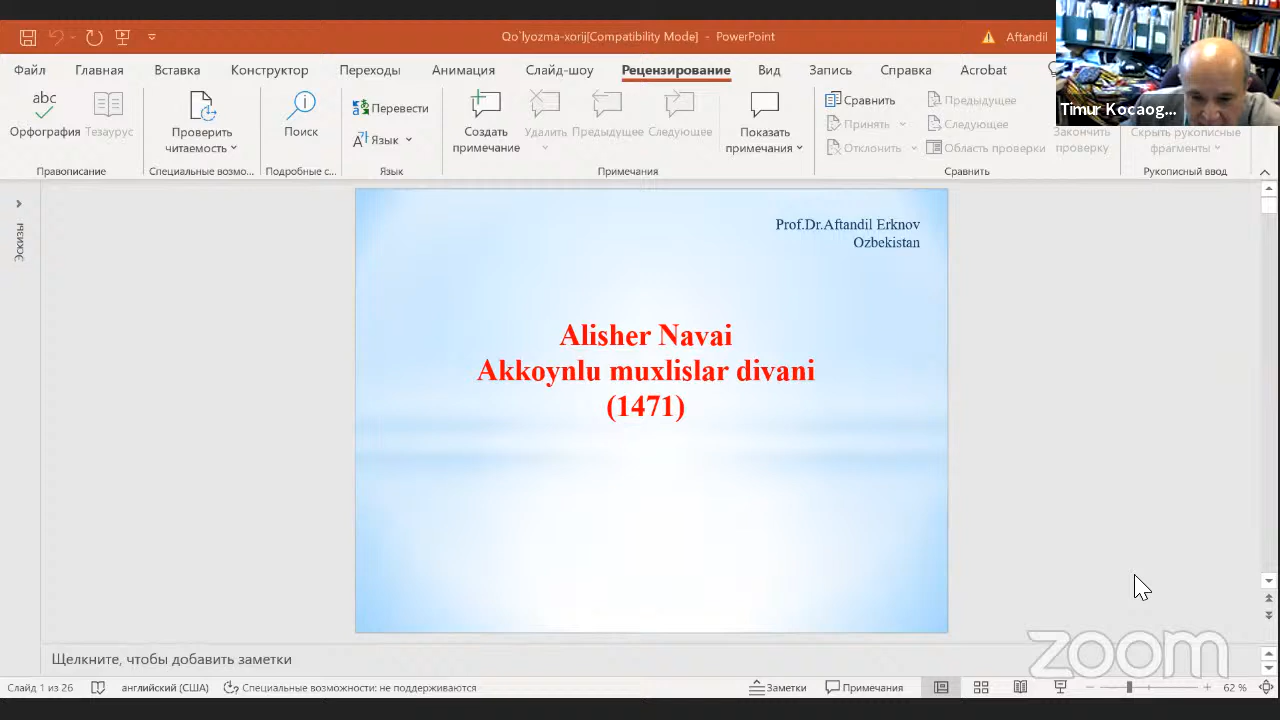 Qo`lyozma-xorij[Compatibility Mode] - PowerPoint
Aftandil
Файл Главная Вставка Конструктор Переходы Анимация Слайд-шоу Рецензирование Вид Запись Справка Acrobat
Timur Kocaog...
abc
Орфография
Тезаурус
Правописание
Проверить
читаемость
Специальные возмо...
Поиск
Подробные с...
Перевести
Язык
Язык
Создать
примечание
Удалить
Предыдущее
Следующее
Показать
примечания
Примечания
Сравнить
Принять
Отклонить
Предыдущее
Следующее
Область проверки
Закончить
проверку
Сравнить
Скрыть рукописные
фрагменты
Рукописный ввод
Эскизы
Prof.Dr.Aftandil Erknov
Ozbekistan
Alisher Navai
Akkoynlu muxlislar divani
(1471)
Щелкните, чтобы добавить заметки
zoom
Слайд 1 из 26 английский (США) Специальные возможности: не поддерживаются Заметки Примечания 62 %